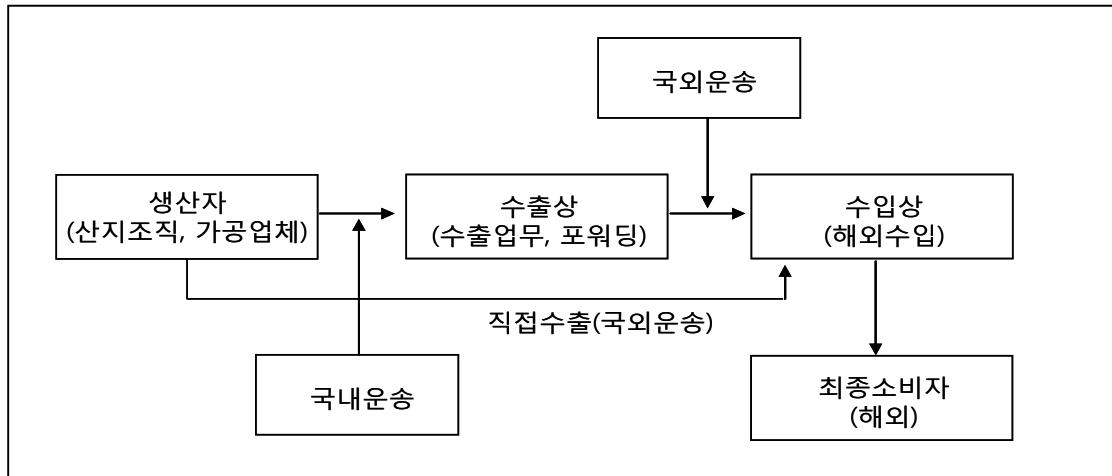 국외운송
생산자
(산지조직, 가공업체)
수출상
(수출업무, 포워딩)
수입상
(해외수입)
직접수출(국외운송)
국내운송
최종소비자
(해외)